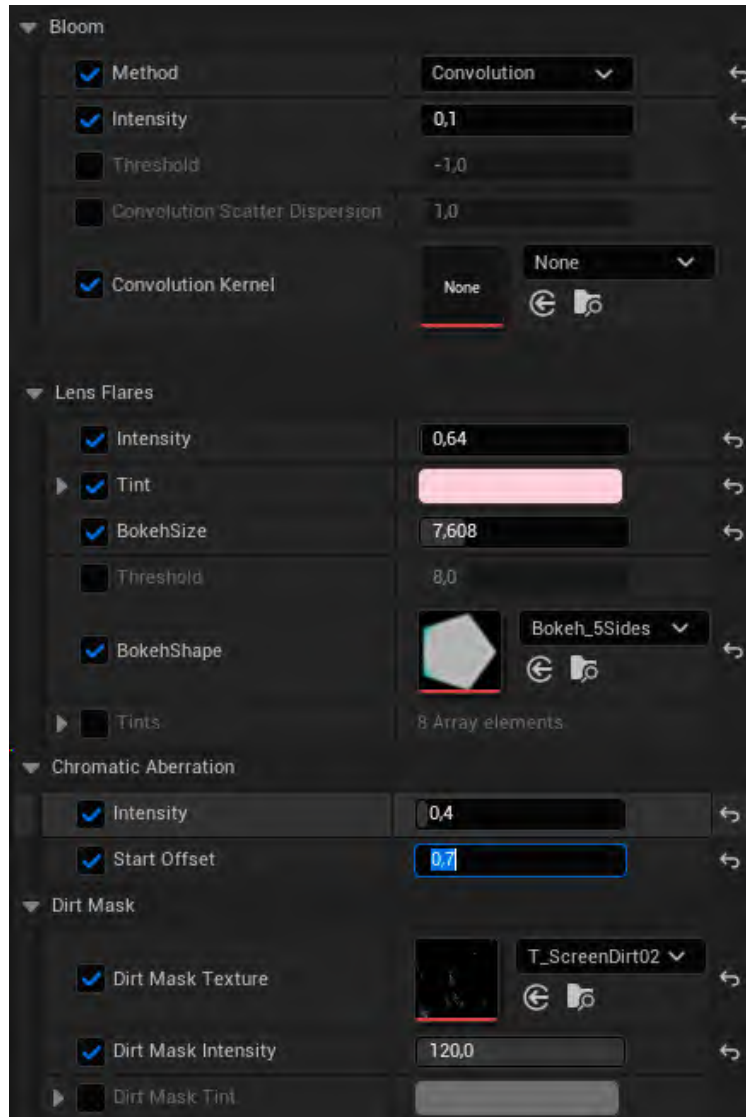 Bloom
Method Convolution
Intensity 0,1
Threshold -1,0
Convolution Scatter Dispersion 1,0
None
Convolution Kernel None
Lens Flares
Intensity 0,64
Tint
BokehSize 7,608
Threshold 8,0
Bokeh_5Sides
BokehShape
Tints 8 Array elements
Chromatic Aberration
Intensity 0,4
Start Offset 0,7
Dirt Mask
T_ScreenDirt02
Dirt Mask Texture
Dirt Mask Intensity 120,0
Dirt Mask Tint